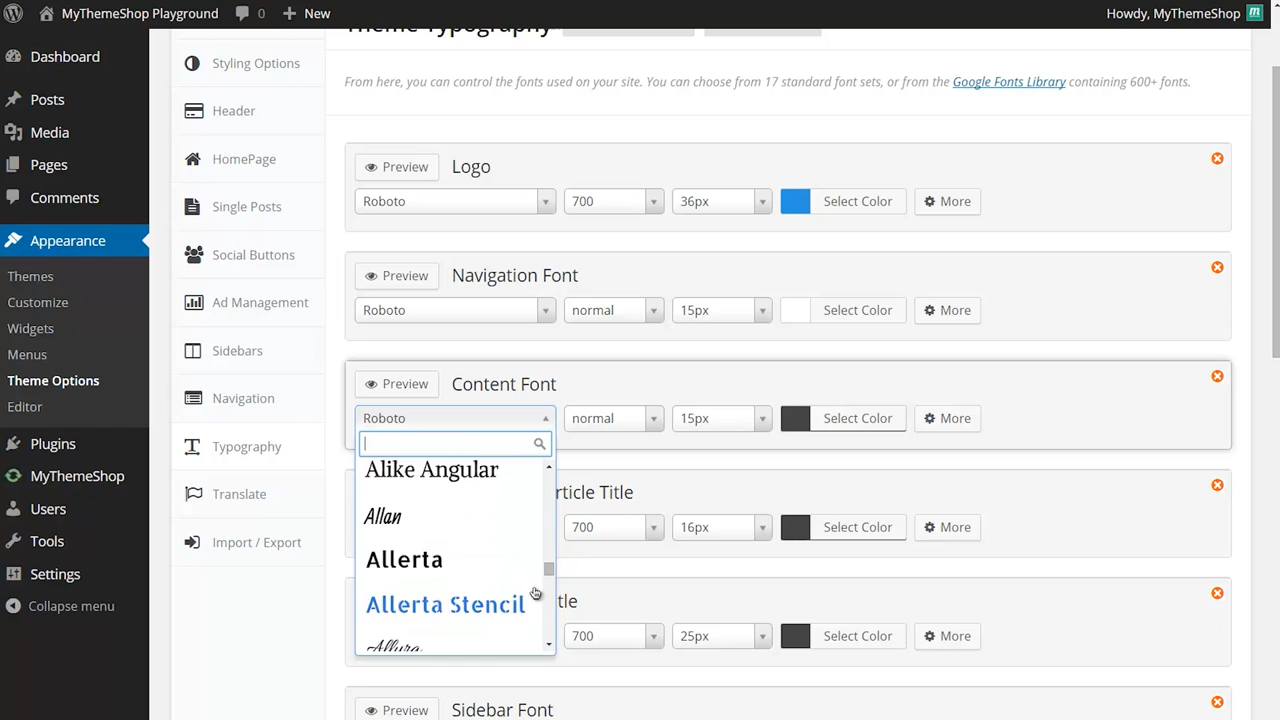 MyThemeShop Playground
0
New
Howdy, MyThemeShop
Dashboard
Posts
Media
Pages
Comments
Appearance
Themes
Customize
Widgets
Menus
Theme Options
Editor
Plugins
MyThemeShop
Users
Tools
Settings
Collapse menu
Styling Options
Header
HomePage
Single Posts
Social Buttons
Ad Management
Sidebars
Navigation
Typography
Translate
Import / Export
Theme Typography
From here, you can control the fonts used on your site. You can choose from 17 standard font sets, or from the Google Fonts Library containing 600+ fonts.
Preview Logo
Roboto 700 36px Select Color More
Preview Navigation Font
Roboto normal 15px Select Color More
Preview Content Font
Roboto normal 15px Select Color More
Alike Angular
Allan
Allerta
Allerta Stencil
Allura
rticle Title
700 16px Select Color More
tle
700 25px Select Color More
Preview Sidebar Font